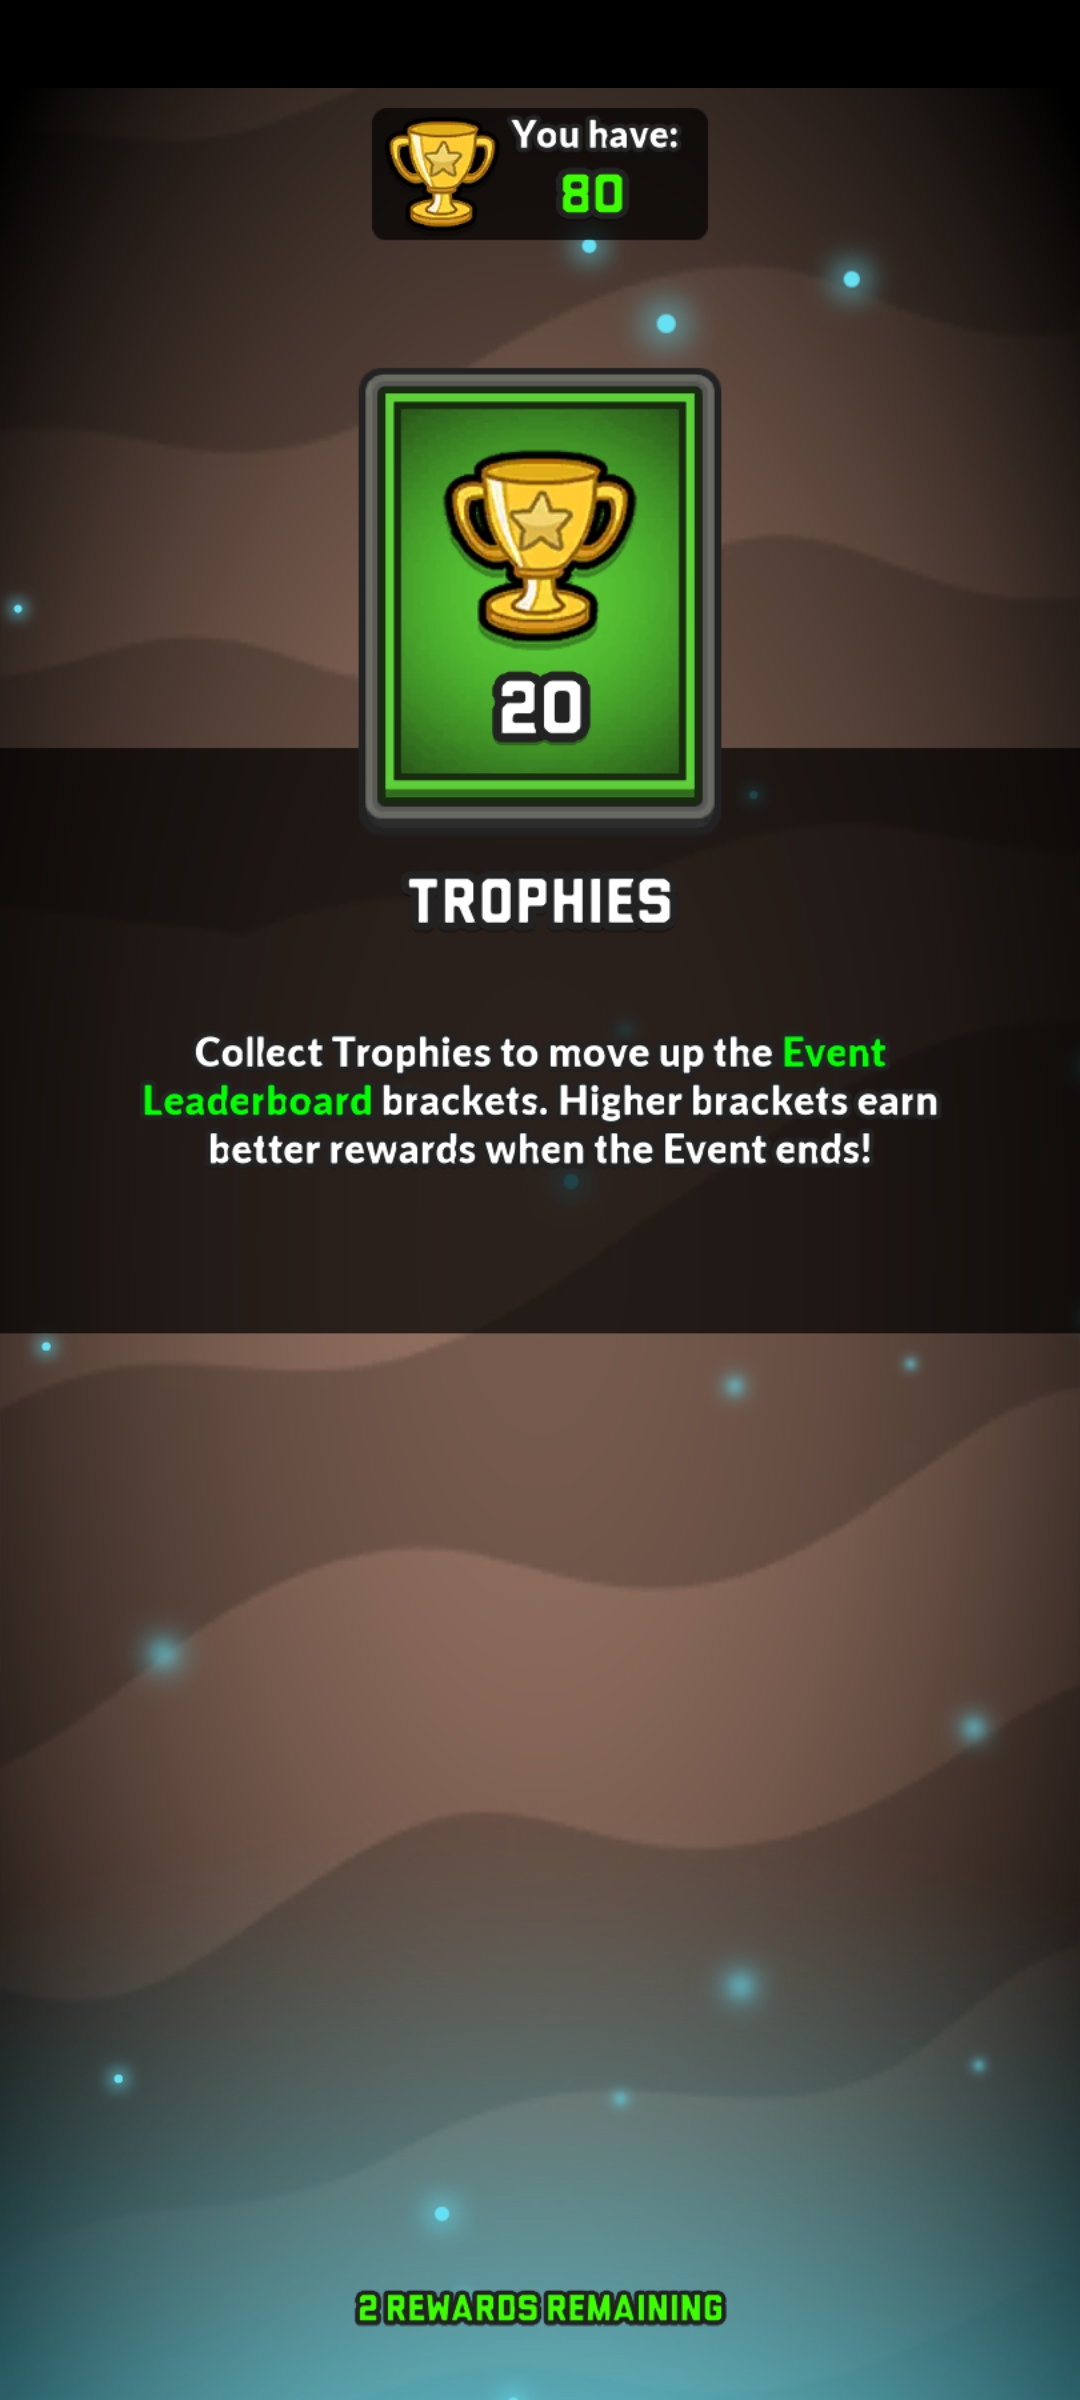 You have:
80
20
TROPHIES
Collect Trophies to move up the Event
Leaderboard brackets. Higher brackets earn
better rewards when the Event ends!
2 REWARDS REMAINING